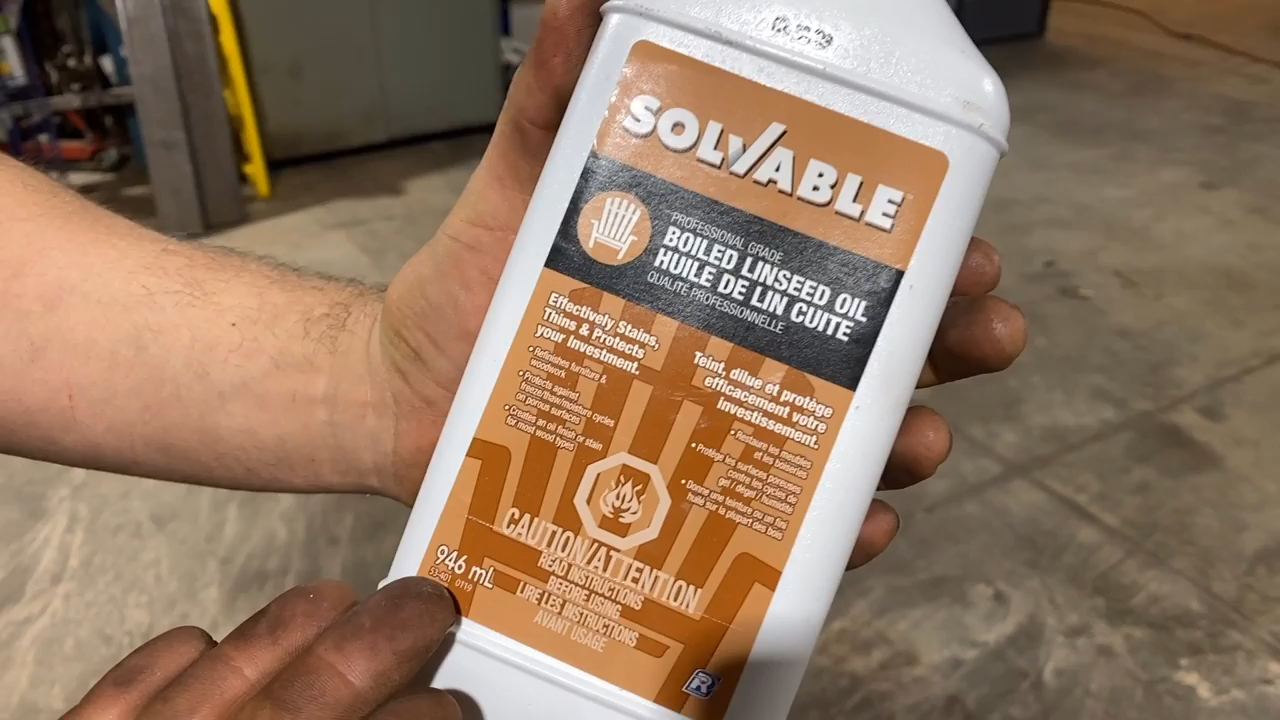 SOLVABLE
PROFESSIONAL GRADE
BOILED LINSEED OIL
HUILE DE LIN CUITE
QUALITÉ PROFESSIONNELLE
Effectively Stains,
Thins & Protects
your Investment.
• Refinishes furniture &
woodwork
• Protects against
freeze/thaw/moisture cycles
on porous surfaces
• Creates an oil finish or stain
for most wood types
Teint, dilue et protège
efficacement votre
investissement.
• Restaure les meubles
et les boiseries
• Protège les surfaces poreuses
contre les cycles de
gel / dégel / humidité
• Donne une teinture ou un fini
huilé sur la plupart des bois
CAUTION/ATTENTION
READ INSTRUCTIONS
BEFORE USING
LIRE LES INSTRUCTIONS
AVANT USAGE
946 mL
53-401 0119
R